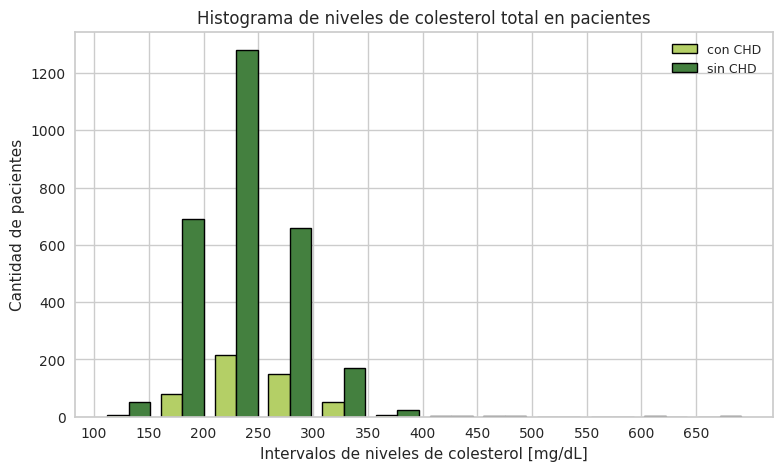 Histograma de niveles de colesterol total en pacientes
con CHD
sin CHD
Cantidad de pacientes
1200
1000
800
600
400
200
0
100 150 200 250 300 350 400 450 500 550 600 650
Intervalos de niveles de colesterol [mg/dL]